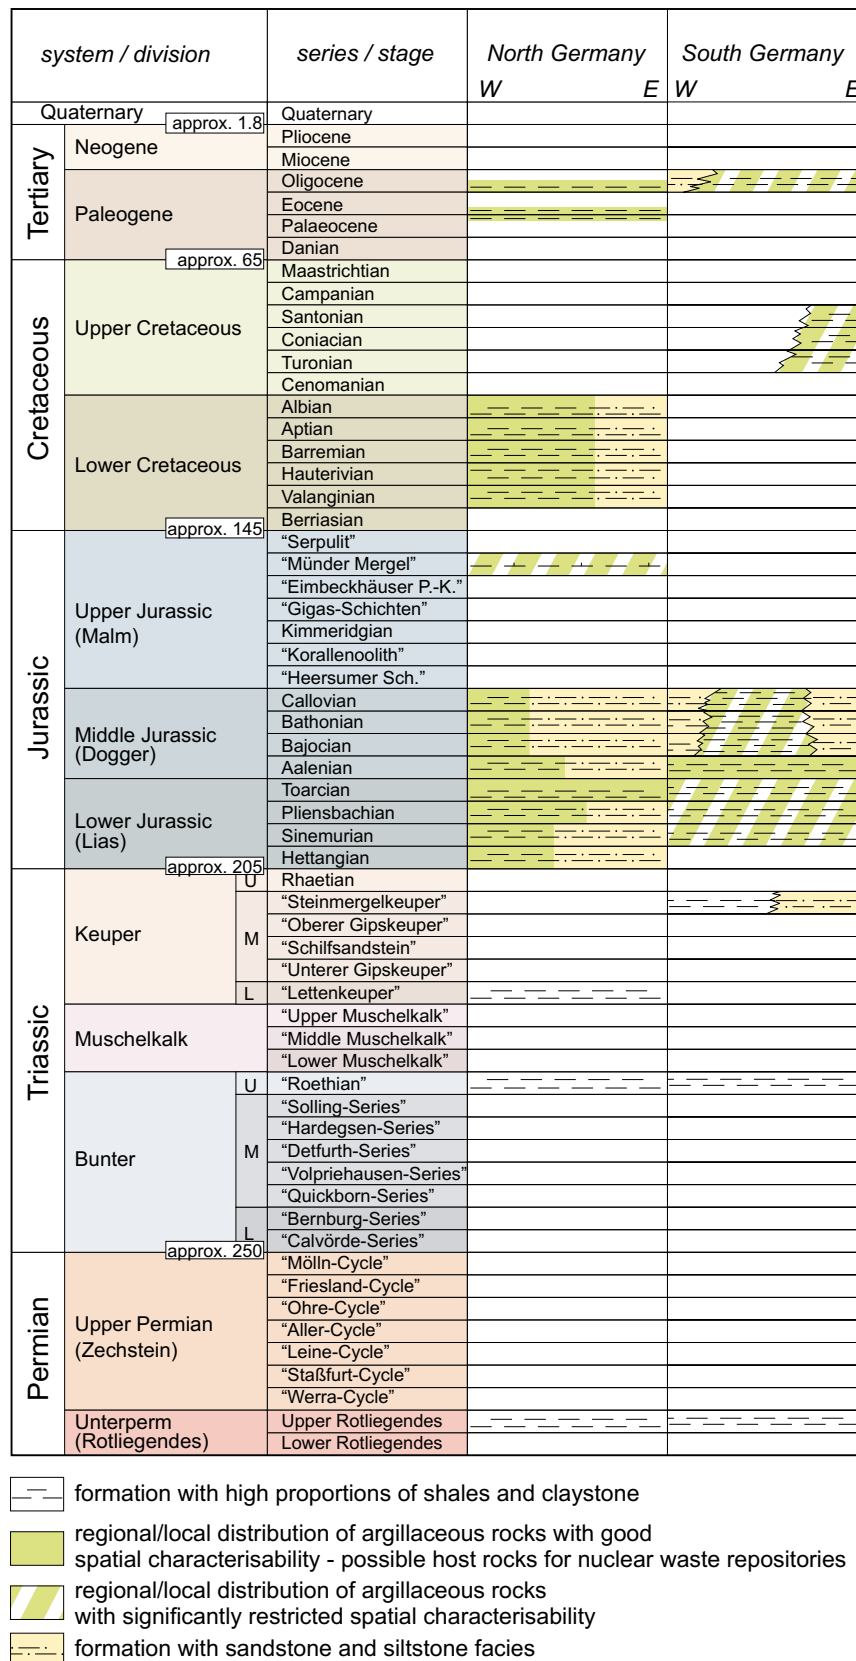 system / division
series / stage
North Germany
South Germany
W
E
W
E
Quaternary
approx. 1.8
Quaternary
Tertiary
Neogene
Pliocene
Miocene
Paleogene
Oligocene
Eocene
Palaeocene
Danian
approx. 65
Cretaceous
Upper Cretaceous
Maastrichtian
Campanian
Santonian
Coniacian
Turonian
Cenomanian
Lower Cretaceous
Albian
Aptian
Barremian
Hauterivian
Valanginian
Berriasian
approx. 145
Jurassic
Upper Jurassic
(Malm)
“Serpulit”
“Münder Mergel”
“Eimbeckhäuser P.-K.”
“Gigas-Schichten”
Kimmeridgian
“Korallenoolith”
“Heersumer Sch.”
Middle Jurassic
(Dogger)
Callovian
Bathonian
Bajocian
Aalenian
Lower Jurassic
(Lias)
Toarcian
Pliensbachian
Sinemurian
Hettangian
approx. 205
Triassic
Keuper
U
Rhaetian
M
“Steinmergelkeuper”
“Oberer Gipskeuper”
“Schilfsandstein”
“Unterer Gipskeuper”
L
“Lettenkeuper”
Muschelkalk
“Upper Muschelkalk”
“Middle Muschelkalk”
“Lower Muschelkalk”
Bunter
U
“Roethian”
M
“Solling-Series”
“Hardegsen-Series”
“Detfurth-Series”
“Volpriehausen-Series”
“Quickborn-Series”
L
“Bernburg-Series”
“Calvörde-Series”
approx. 250
Permian
Upper Permian
(Zechstein)
“Mölln-Cycle”
“Friesland-Cycle”
“Ohre-Cycle”
“Aller-Cycle”
“Leine-Cycle”
“Staßfurt-Cycle”
“Werra-Cycle”
Unterperm
(Rotliegendes)
Upper Rotliegendes
Lower Rotliegendes
formation with high proportions of shales and claystone
regional/local distribution of argillaceous rocks with good
spatial characterisability - possible host rocks for nuclear waste repositories
regional/local distribution of argillaceous rocks
with significantly restricted spatial characterisability
formation with sandstone and siltstone facies